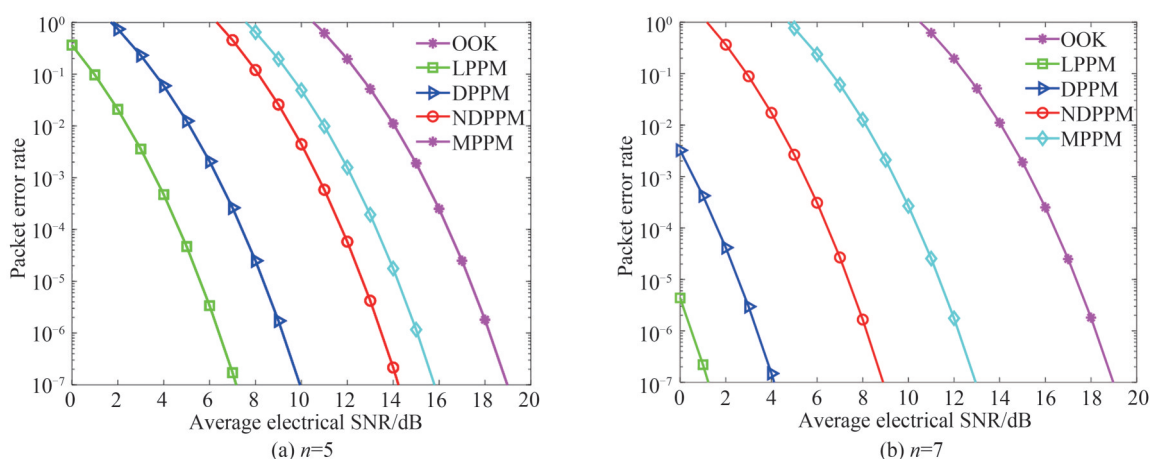 10⁰
10⁻¹
10⁻²
10⁻³
10⁻⁴
10⁻⁵
10⁻⁶
10⁻⁷
Packet error rate
OOK
LPPM
DPPM
NDPPM
MPPM
0 2 4 6 8 10 12 14 16 18 20
Average electrical SNR/dB
(a) n=5
10⁰
10⁻¹
10⁻²
10⁻³
10⁻⁴
10⁻⁵
10⁻⁶
10⁻⁷
Packet error rate
OOK
LPPM
DPPM
NDPPM
MPPM
0 2 4 6 8 10 12 14 16 18 20
Average electrical SNR/dB
(b) n=7